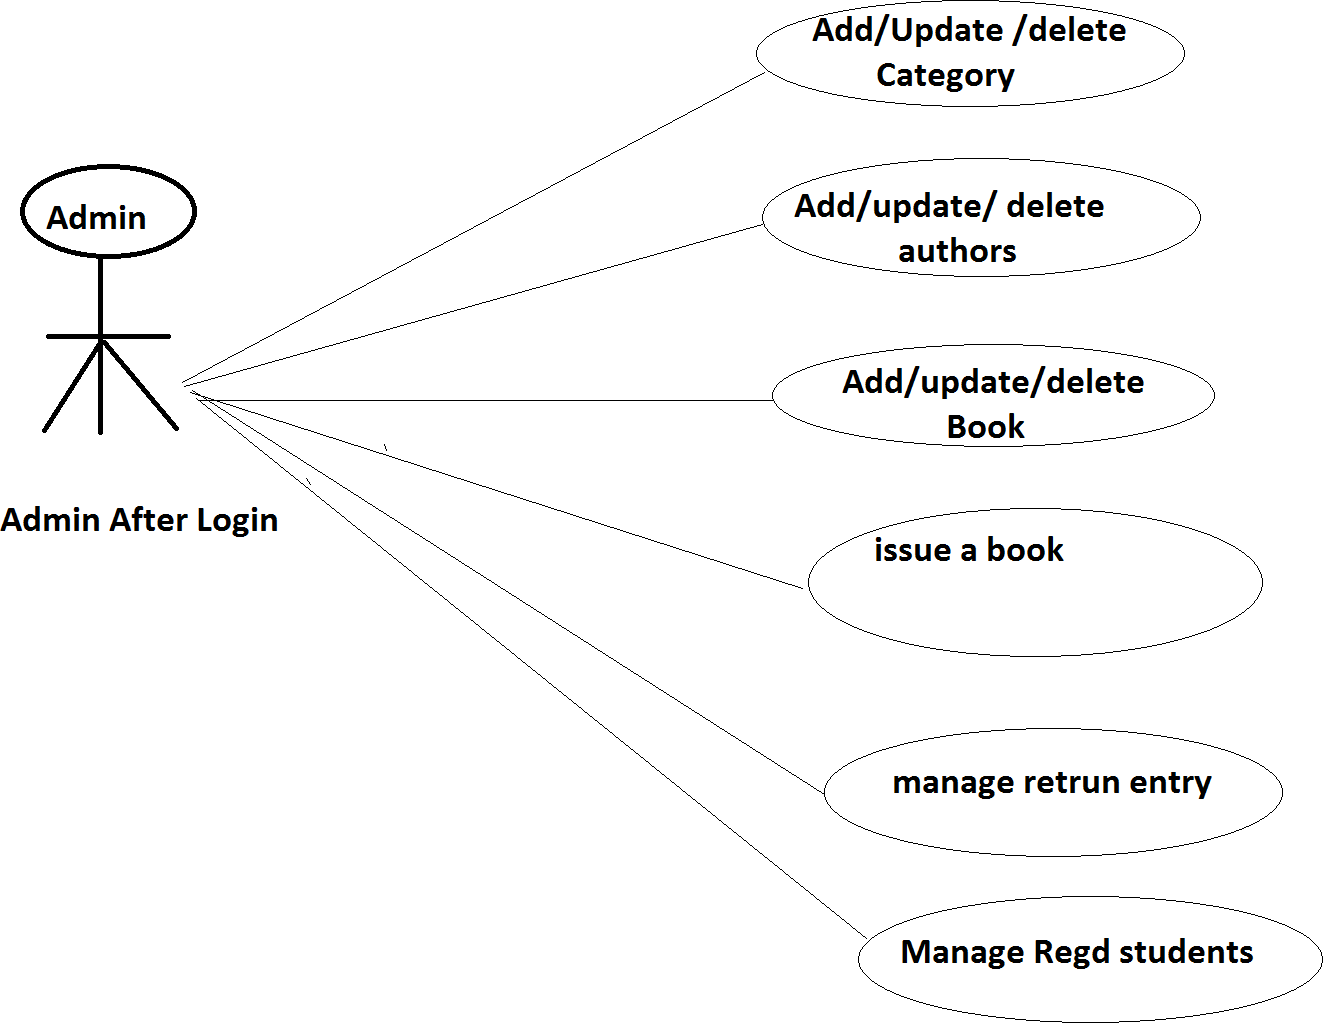 Add/Update /delete
Category
Admin
Add/update/ delete
authors
Add/update/delete
Book
Admin After Login
issue a book
manage retrun entry
Manage Regd students